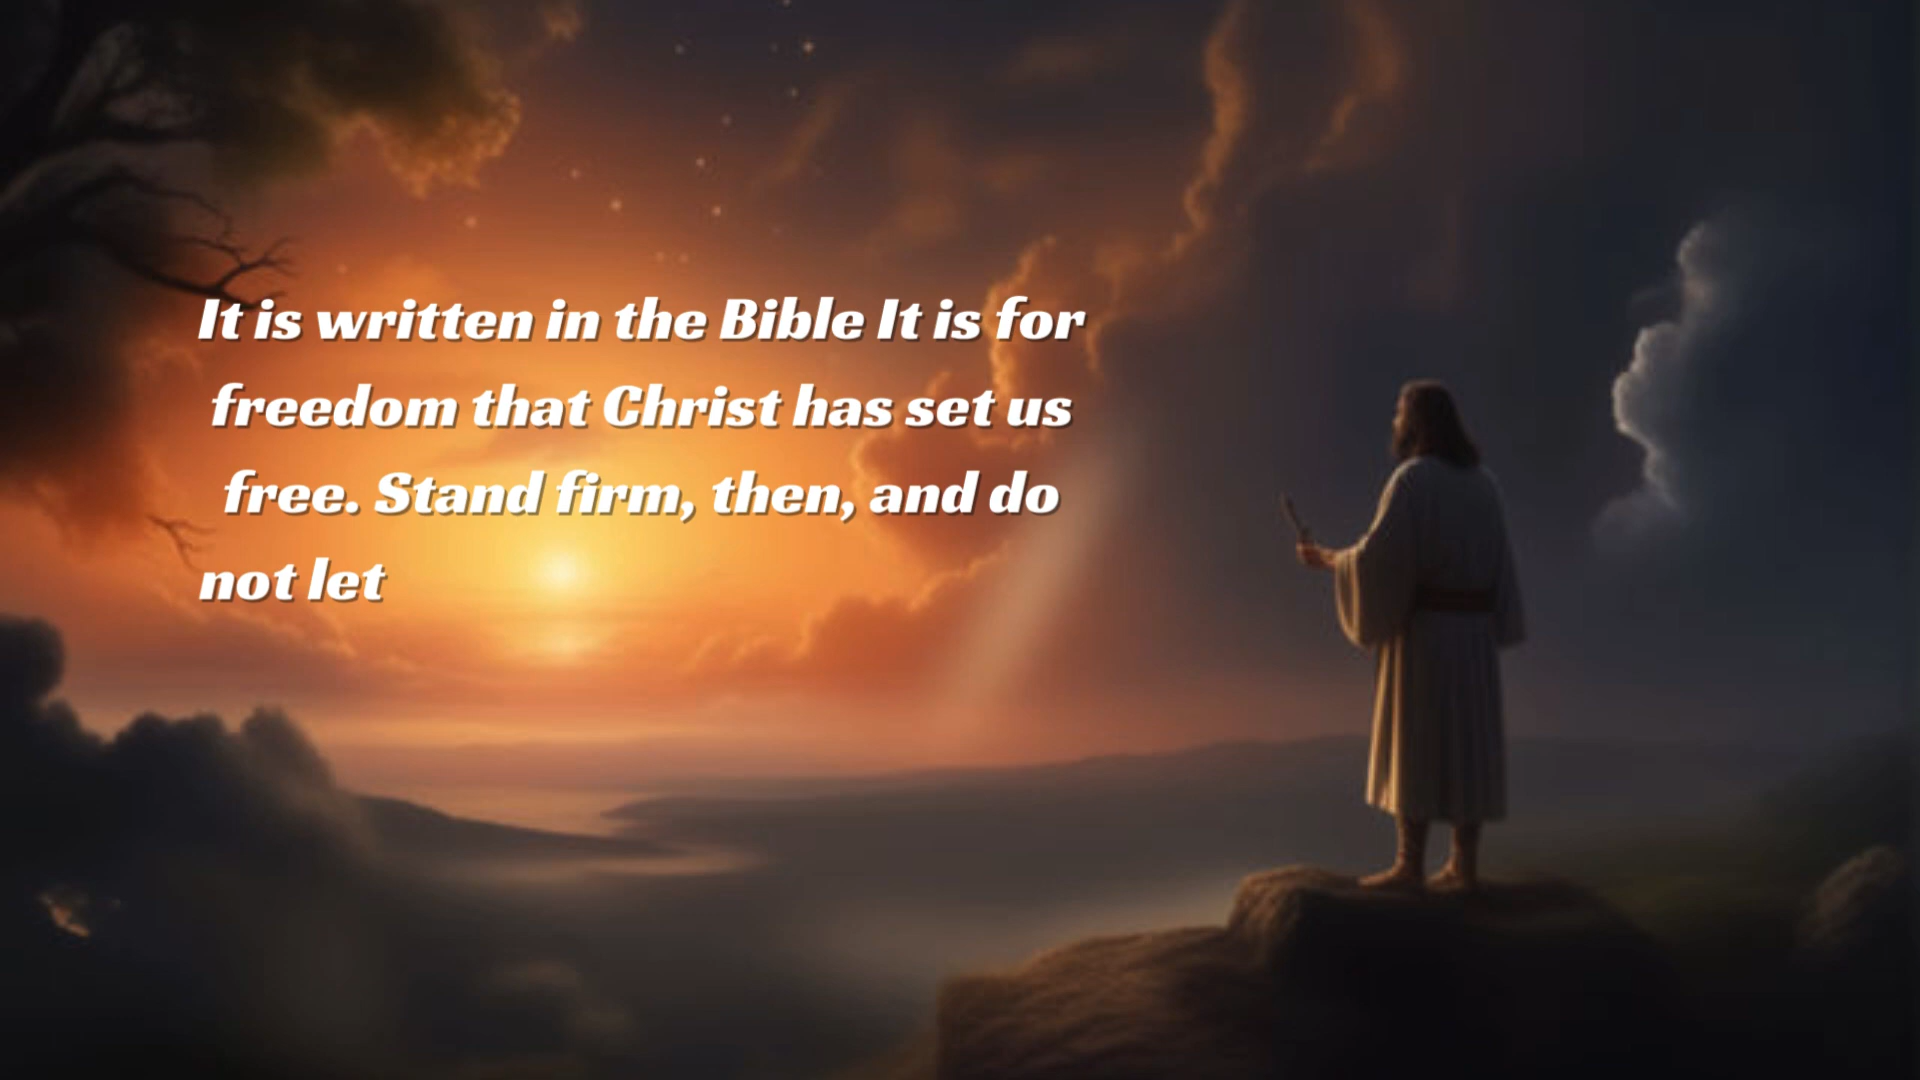 It is written in the Bible It is for
freedom that Christ has set us
free. Stand firm, then, and do
not let